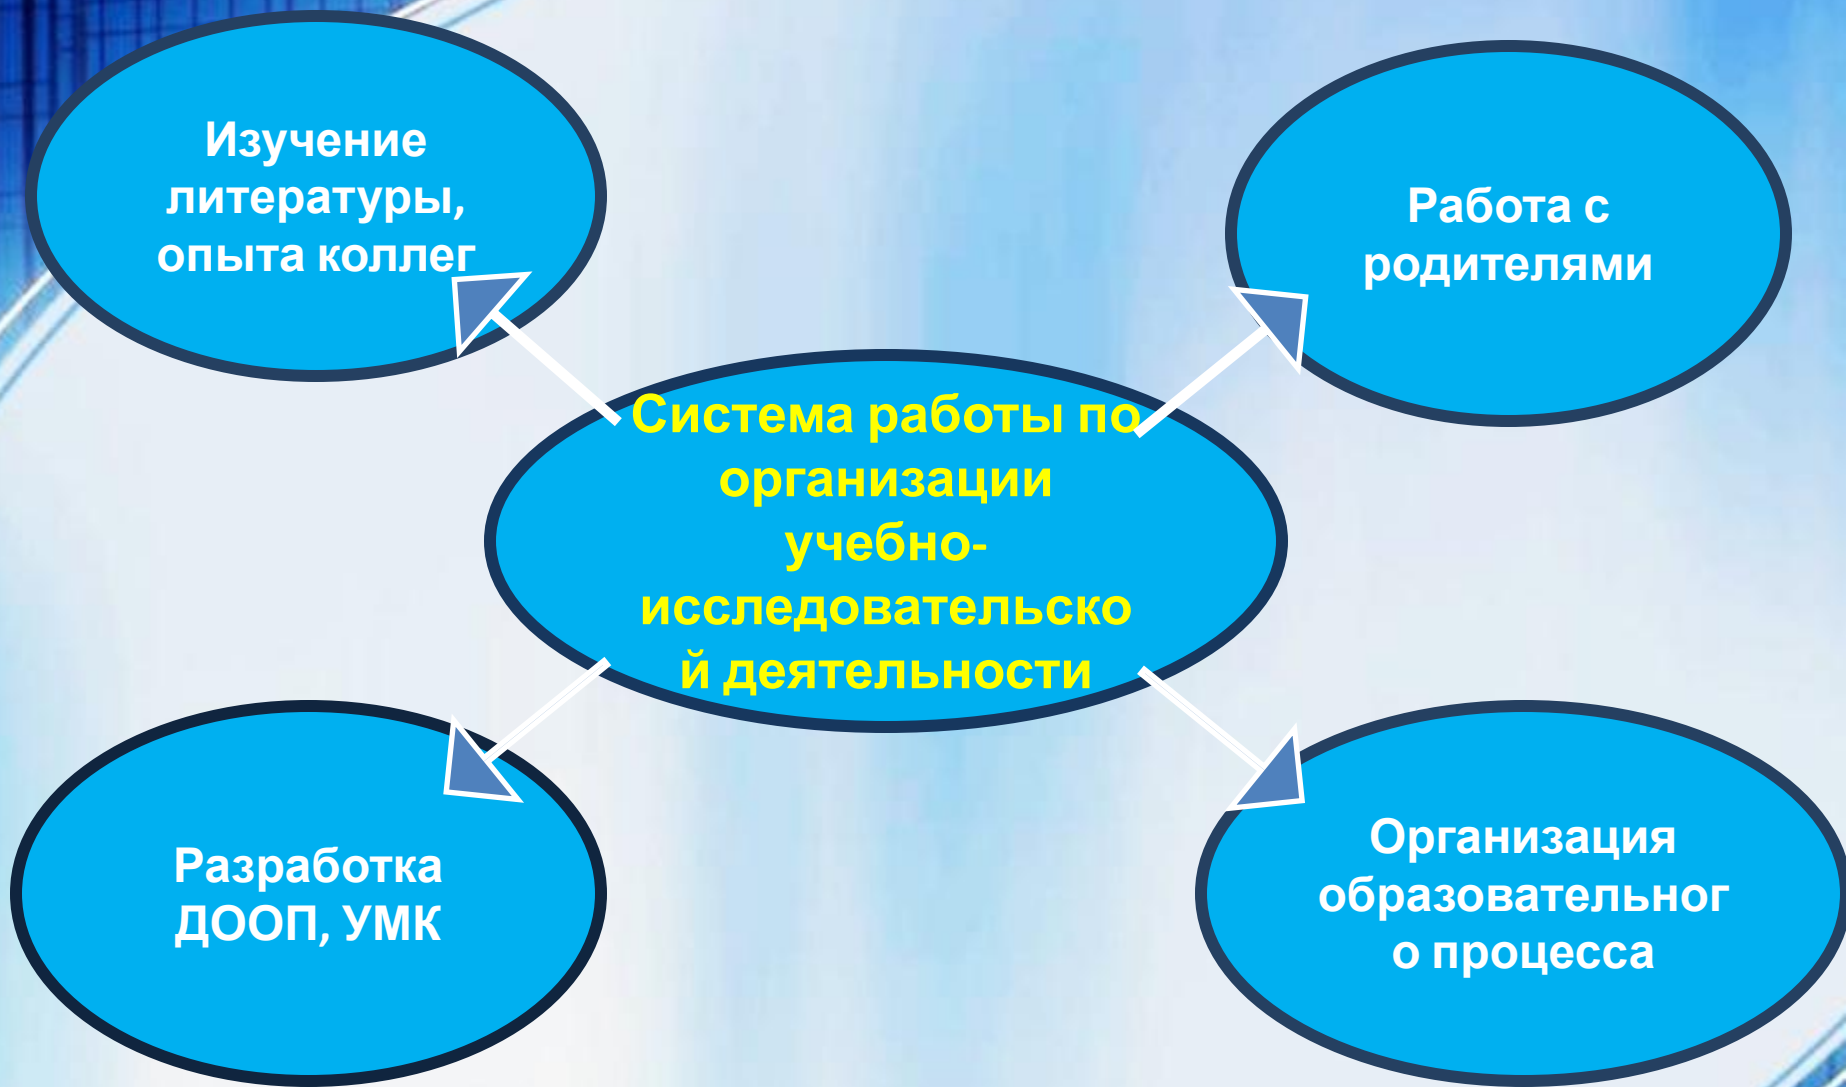 Изучение
литературы,
опыта коллег
Работа с
родителями
Система работы по
организации
учебно-
исследовательско
й деятельности
Разработка
ДООП, УМК
Организация
образовательног
о процесса